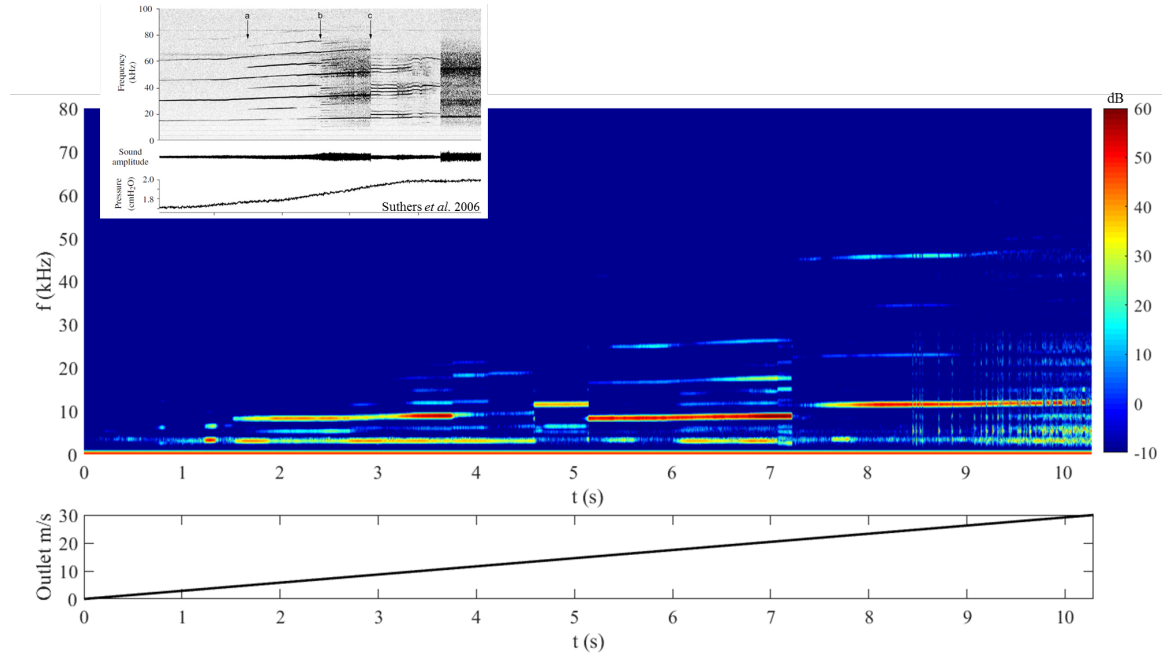 100
80
60
40
20
0
Frequency
(kHz)
a
b
c
Sound
amplitude
Pressure
(cmH₂O)
2.0
1.8
Suthers et al. 2006
dB
80
70
60
50
40
30
20
10
0
f (kHz)
0 1 2 3 4 5 6 7 8 9 10
t (s)
60
50
40
30
20
10
0
-10
30
20
10
0
Outlet m/s
0 1 2 3 4 5 6 7 8 9 10
t (s)